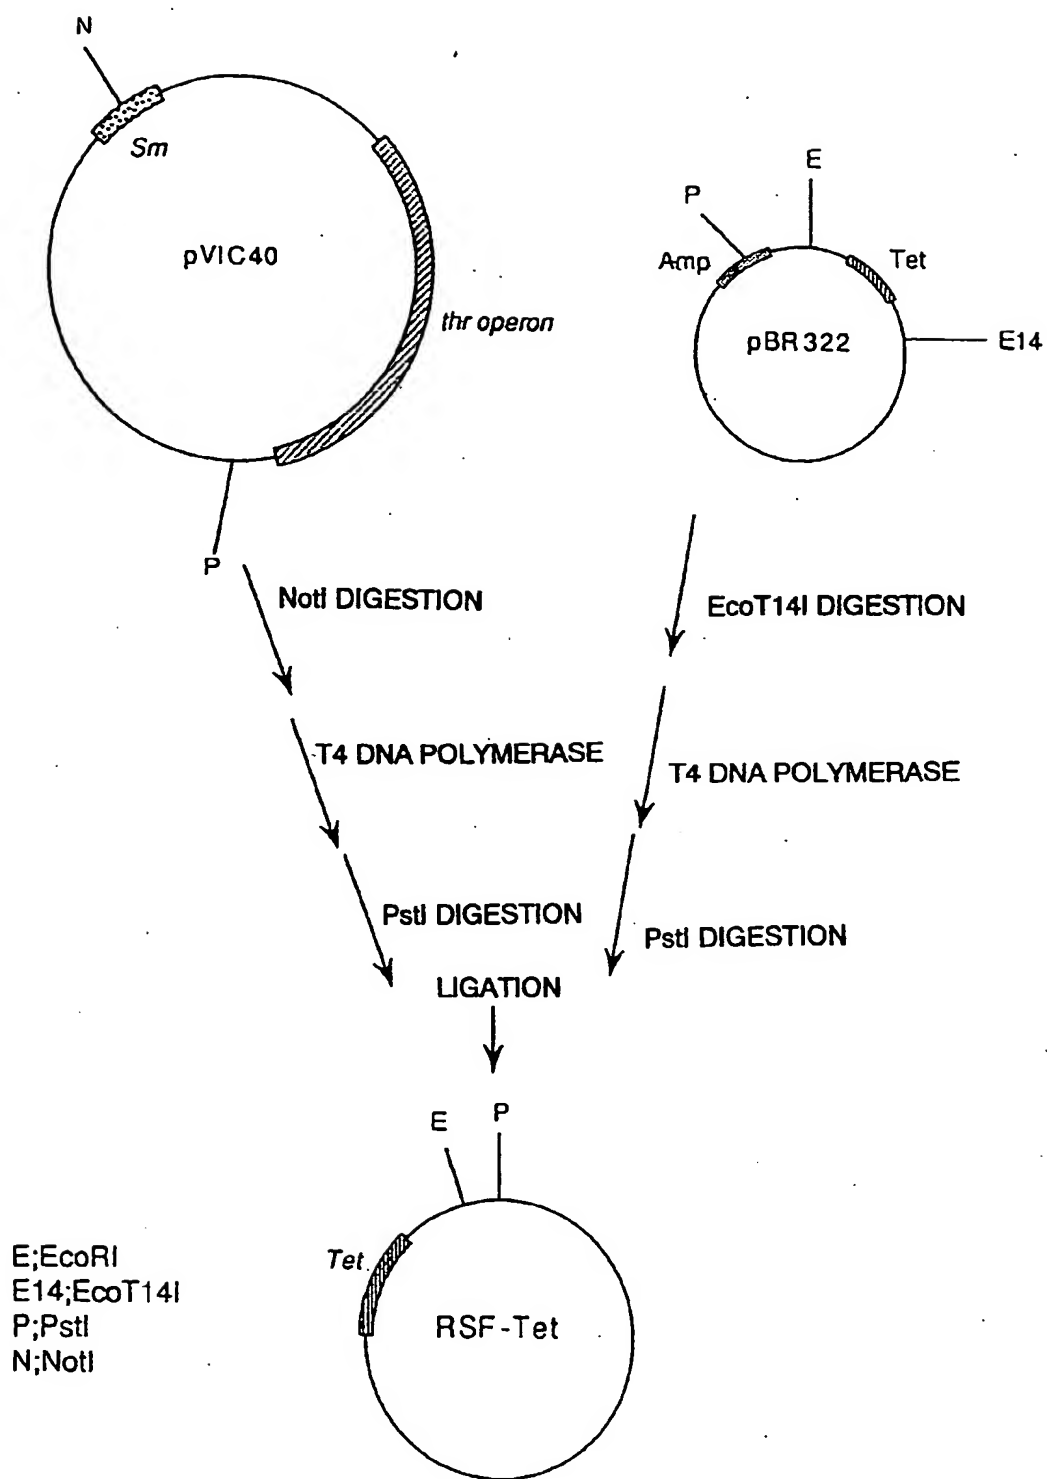 N
Sm
pVIC40
thr operon
P
E
P
Amp
Tet
pBR322
E14
NotI DIGESTION
EcoT14I DIGESTION
T4 DNA POLYMERASE
T4 DNA POLYMERASE
PstI DIGESTION
PstI DIGESTION
LIGATION
E
P
Tet
RSF-Tet
E;EcoRI
E14;EcoT14I
P;PstI
N;NotI